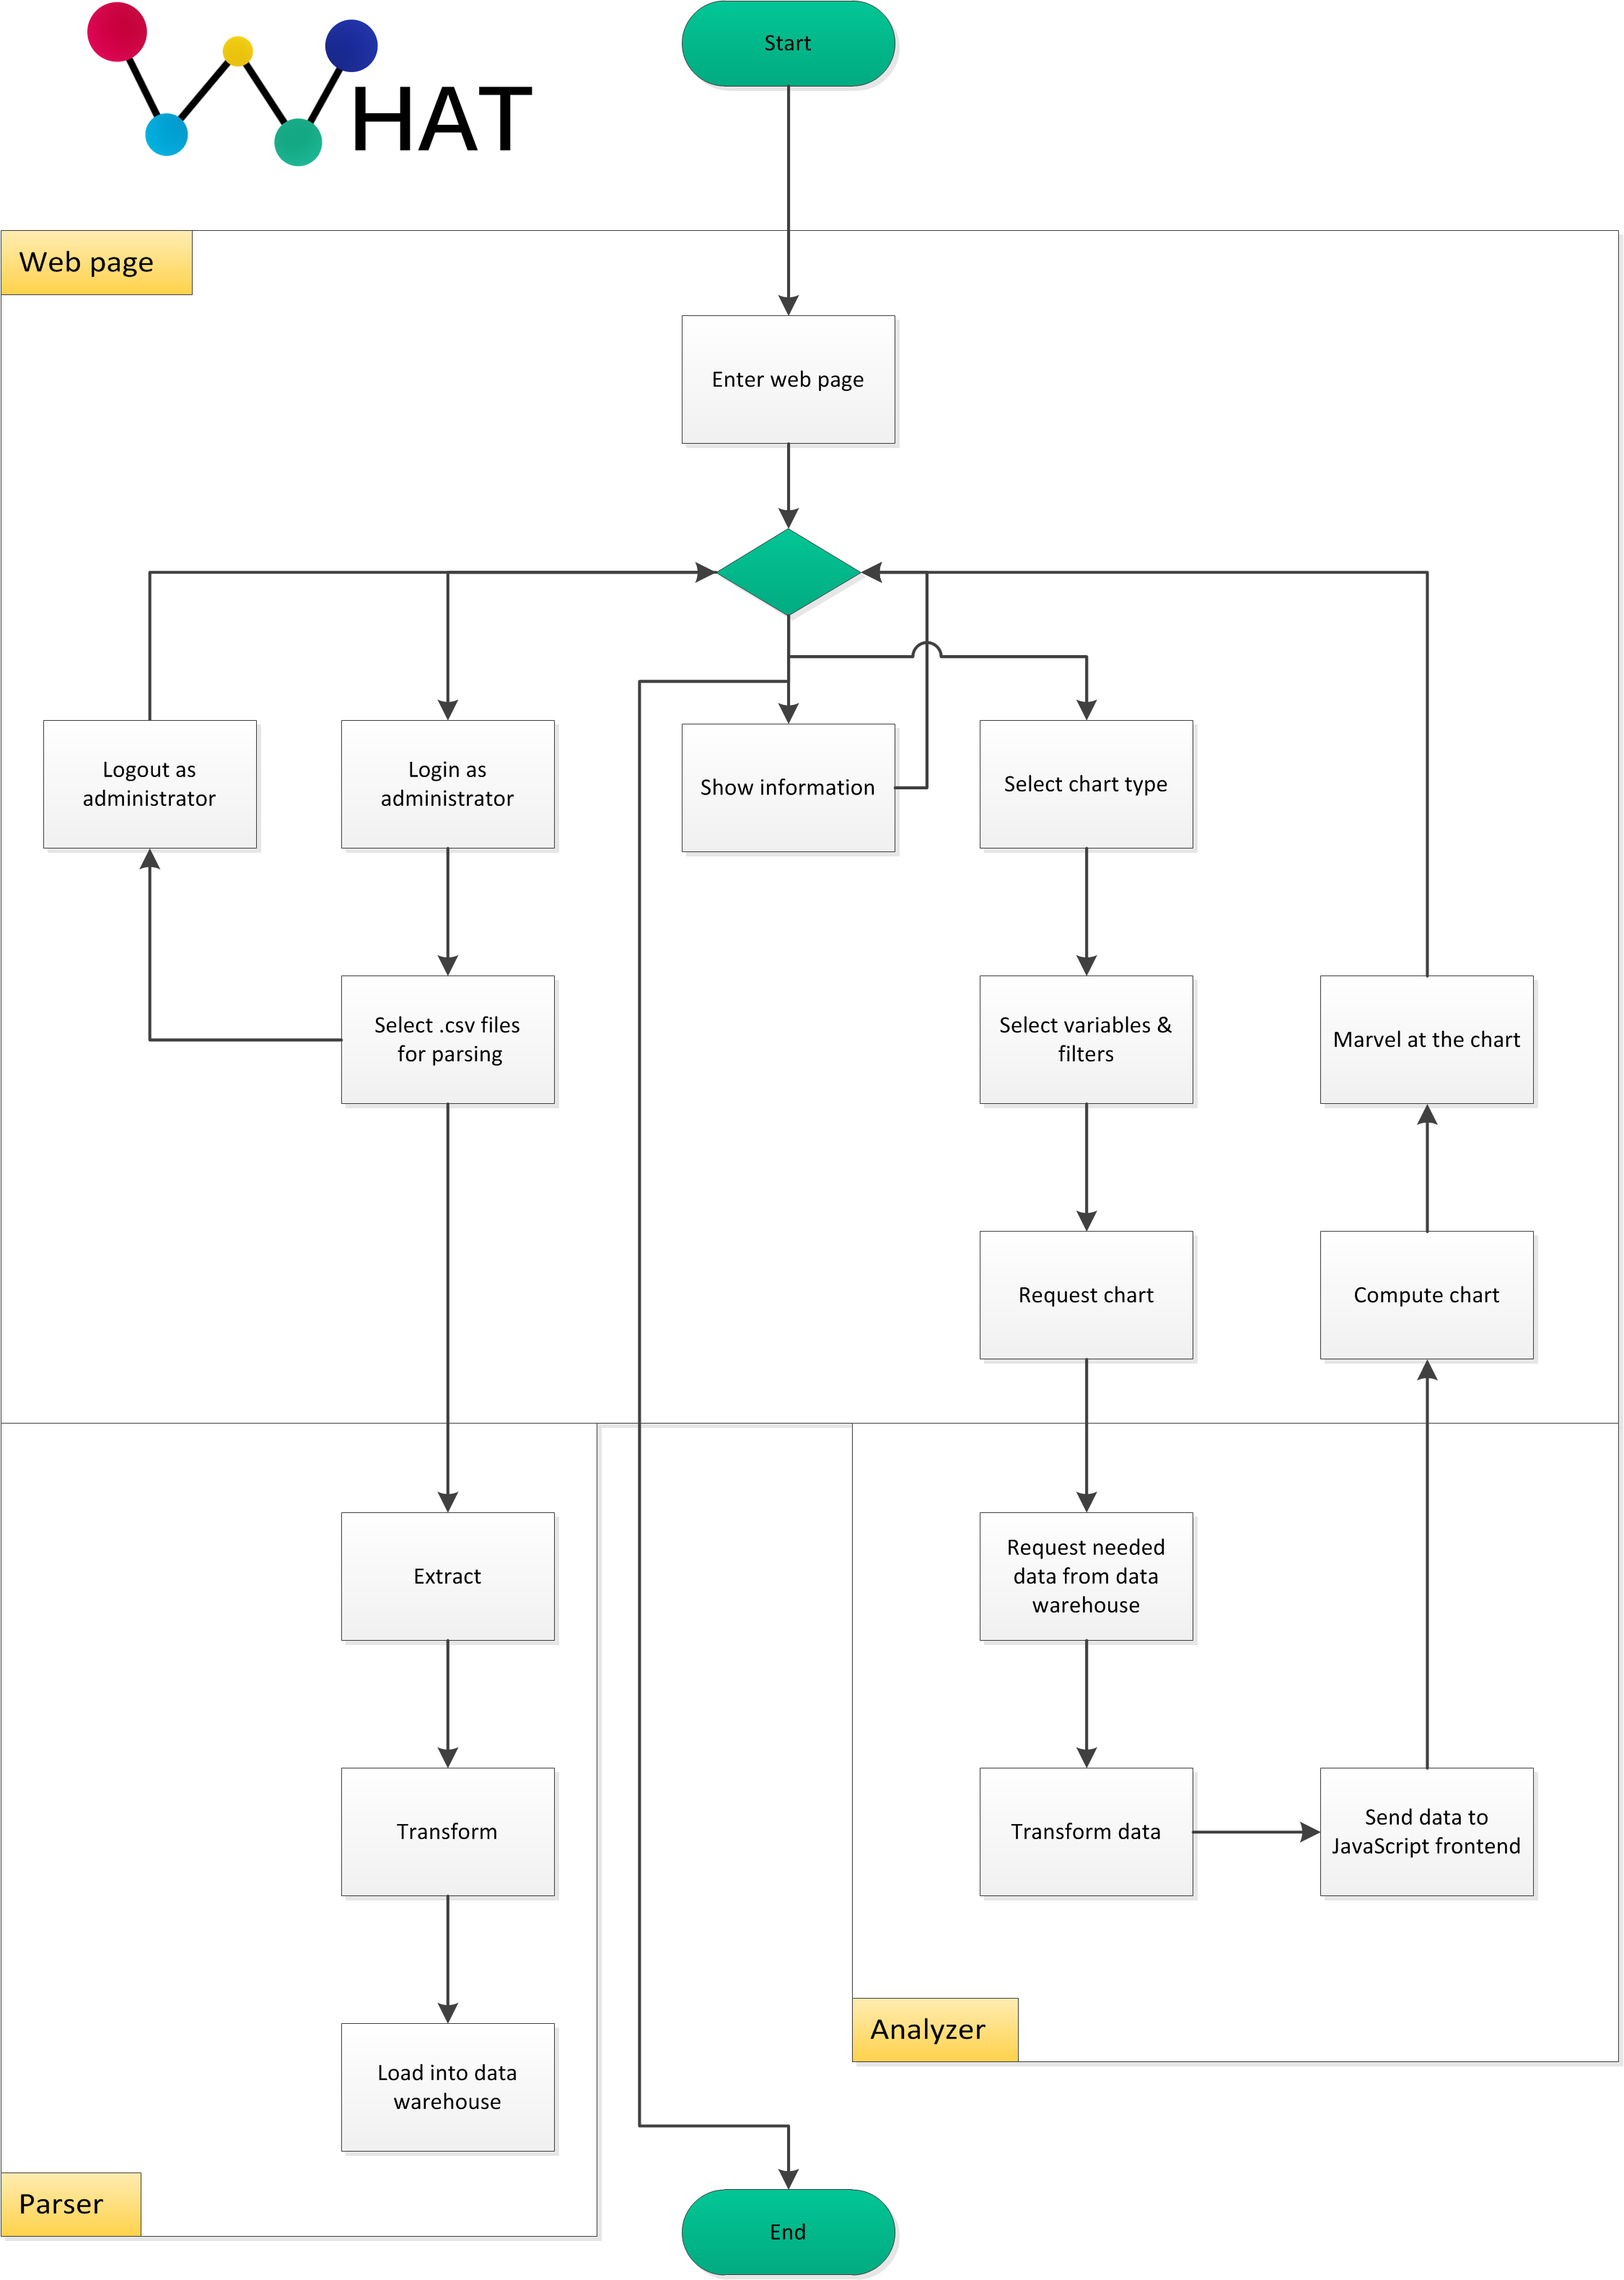 WHAT
Start
Web page
Enter web page
Logout as
administrator
Login as
administrator
Show information
Select chart type
Select .csv files
for parsing
Select variables &
filters
Marvel at the chart
Request chart
Compute chart
Extract
Request needed
data from data
warehouse
Transform
Transform data
Send data to
JavaScript frontend
Load into data
warehouse
Analyzer
Parser
End